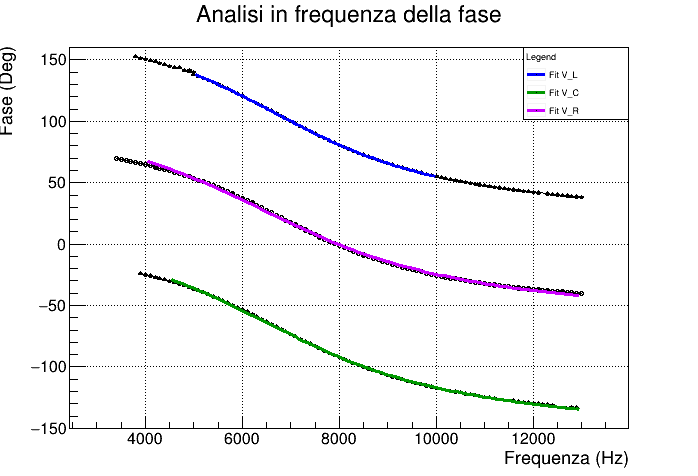 Analisi in frequenza della fase
Fase (Deg)
150
100
50
0
−50
−100
−150
Legend
Fit V_L
Fit V_C
Fit V_R
4000
6000
8000
10000
12000
Frequenza (Hz)